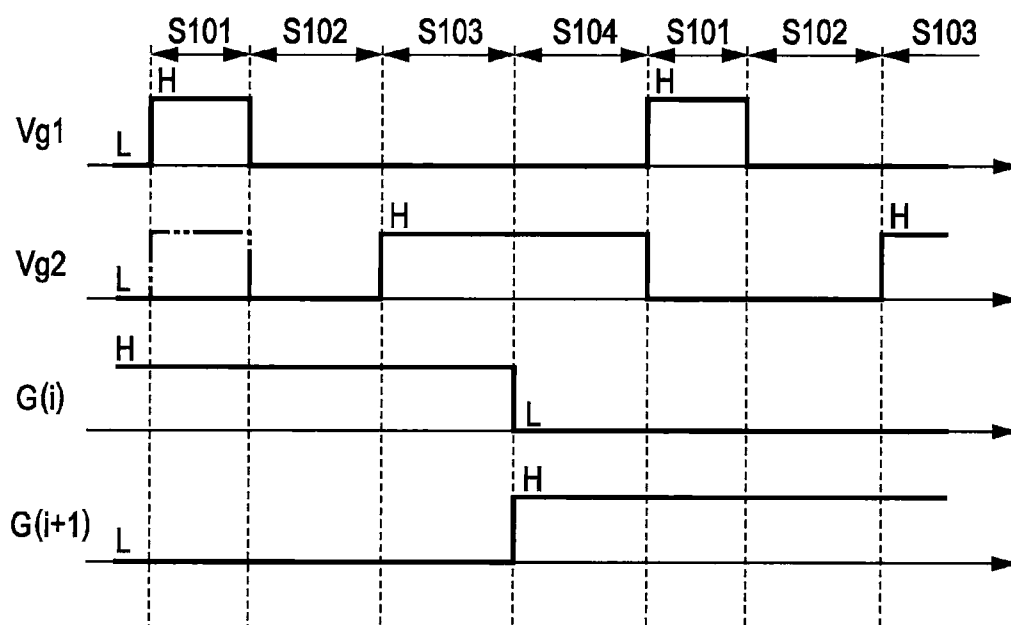 S101 S102 S103 S104 S101 S102 S103
H H
Vg1
L
H H
Vg2
L
H
G(i)
L
H
G(i+1)
L